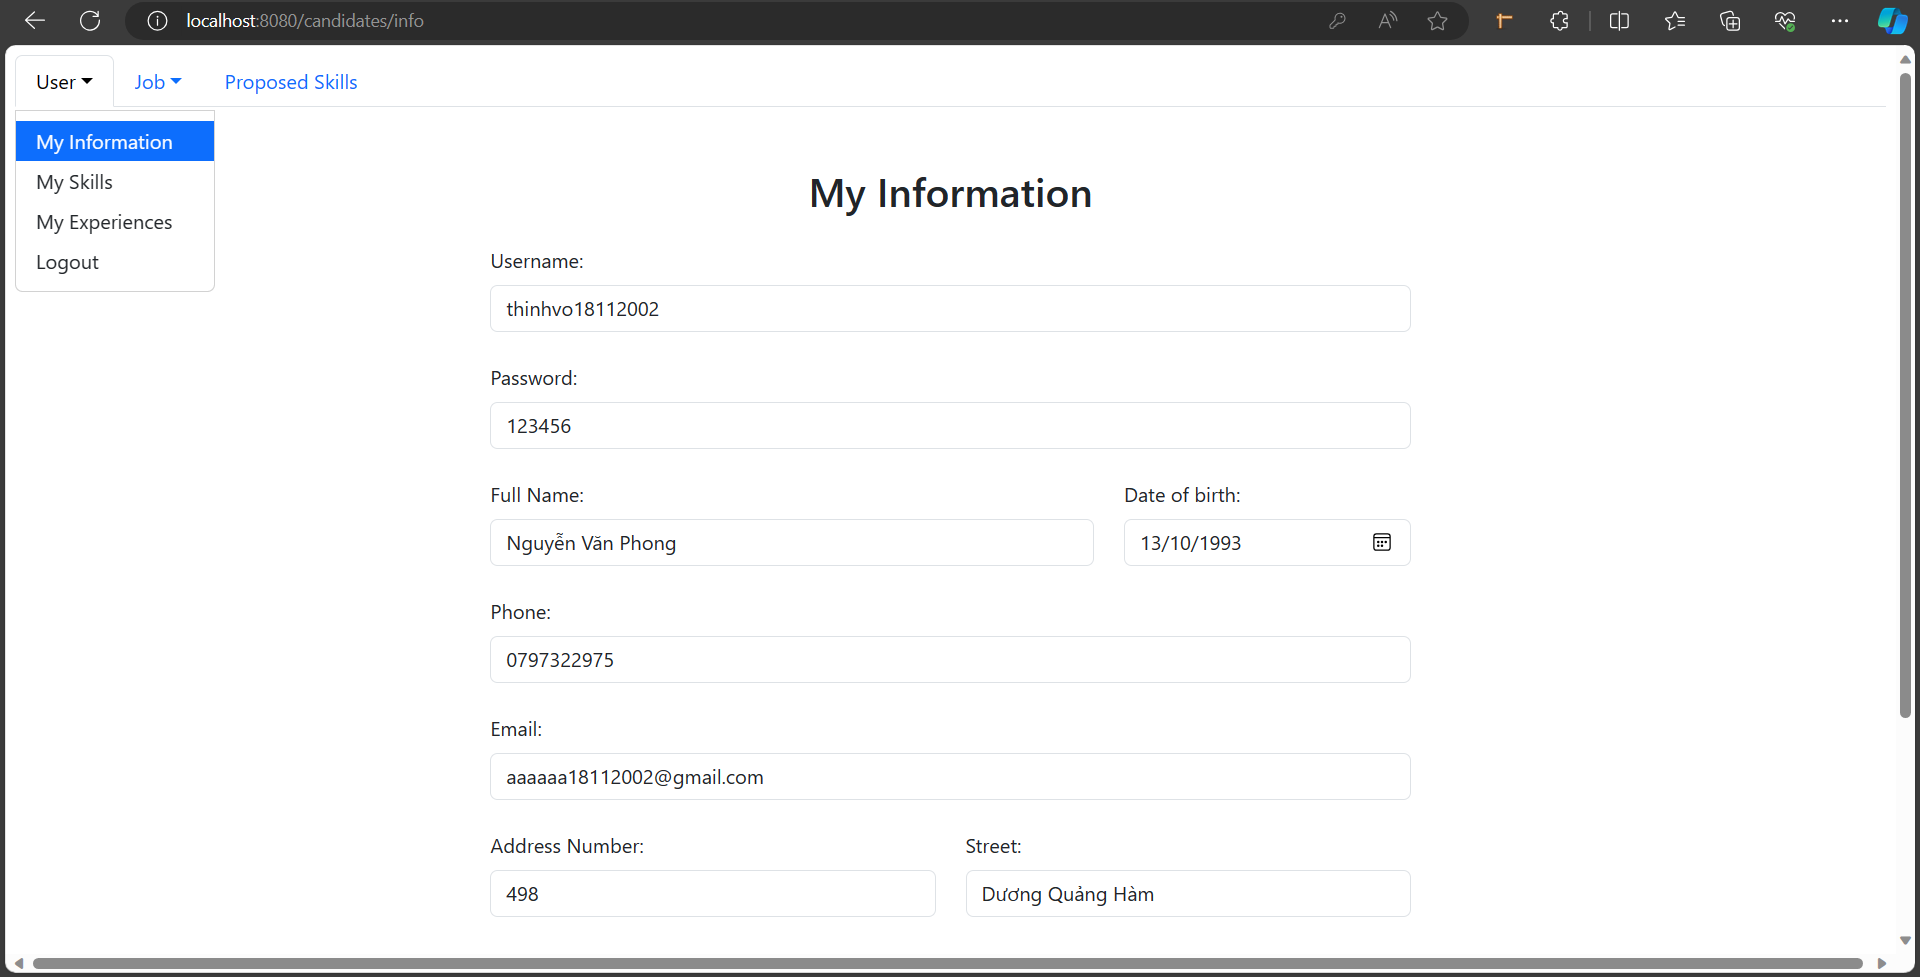 localhost:8080/candidates/info
User Job Proposed Skills
My Information
My Skills
My Experiences
Logout
My Information
Username:
thinhvo18112002
Password:
123456
Full Name: Date of birth:
Nguyễn Văn Phong 13/10/1993
Phone:
0797322975
Email:
aaaaaa18112002@gmail.com
Address Number: Street:
498 Dương Quảng Hàm